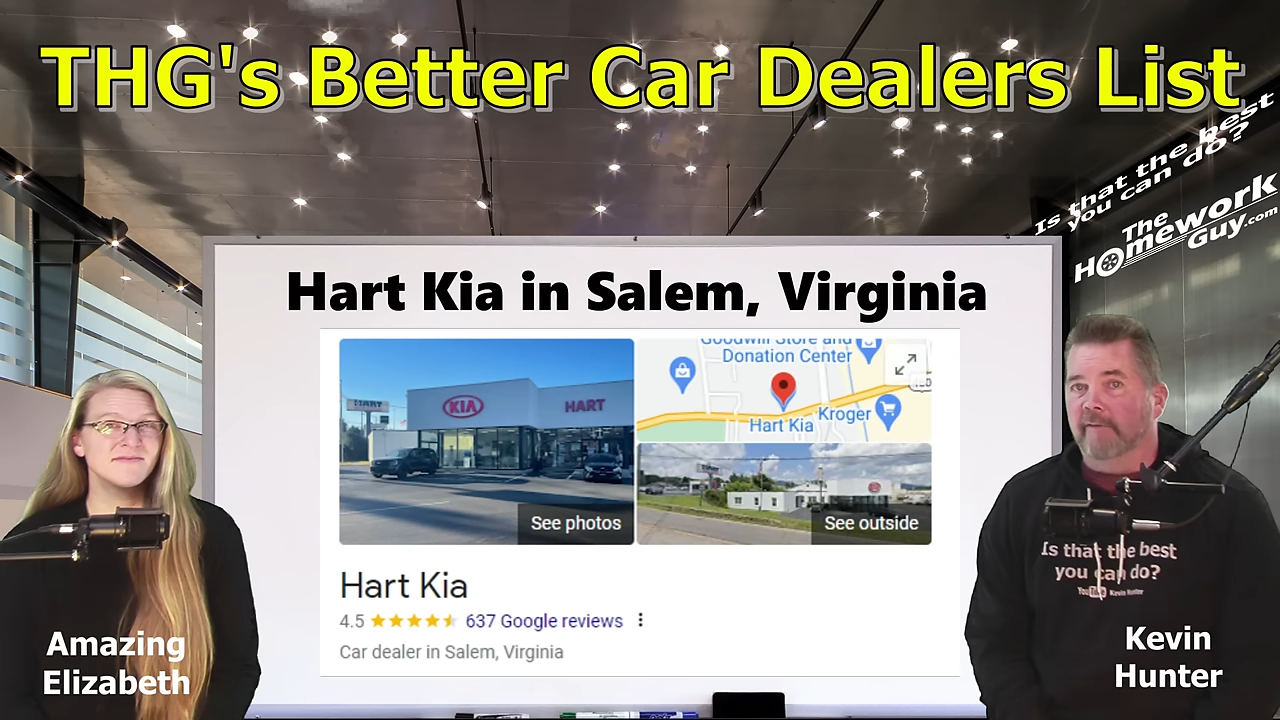 THG's Better Car Dealers List
Is that the best
you can do?
The
Homework
Guy.com
Hart Kia in Salem, Virginia
Goodwill Store and
Donation Center
Hart Kia
Kroger
HART
KIA
HART
See photos
See outside
Hart Kia
4.5
637 Google reviews
Car dealer in Salem, Virginia
Is that the best
you can do?
YouTube Kevin Hunter
Amazing
Elizabeth
Kevin
Hunter